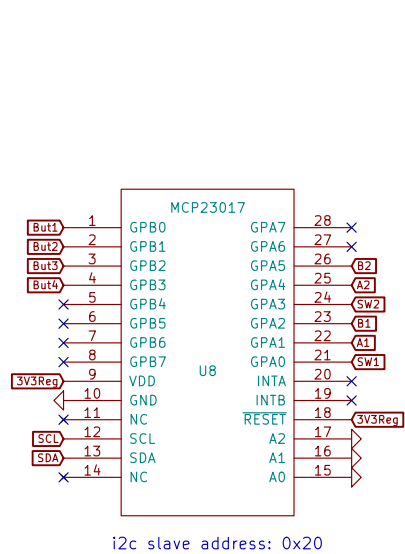 MCP23017
But1 1 GPB0 GPA7 28
But2 2 GPB1 GPA6 27
But3 3 GPB2 GPA5 26 B2
But4 4 GPB3 GPA4 25 A2
5 GPB4 GPA3 24 SW2
6 GPB5 GPA2 23 B1
7 GPB6 GPA1 22 A1
8 GPB7 GPA0 21 SW1
U8
3V3Reg 9 VDD INTA 20
10 GND INTB 19
11 NC RESET 18 3V3Reg
SCL 12 SCL A2 17
SDA 13 SDA A1 16
14 NC A0 15
i2c slave address: 0x20